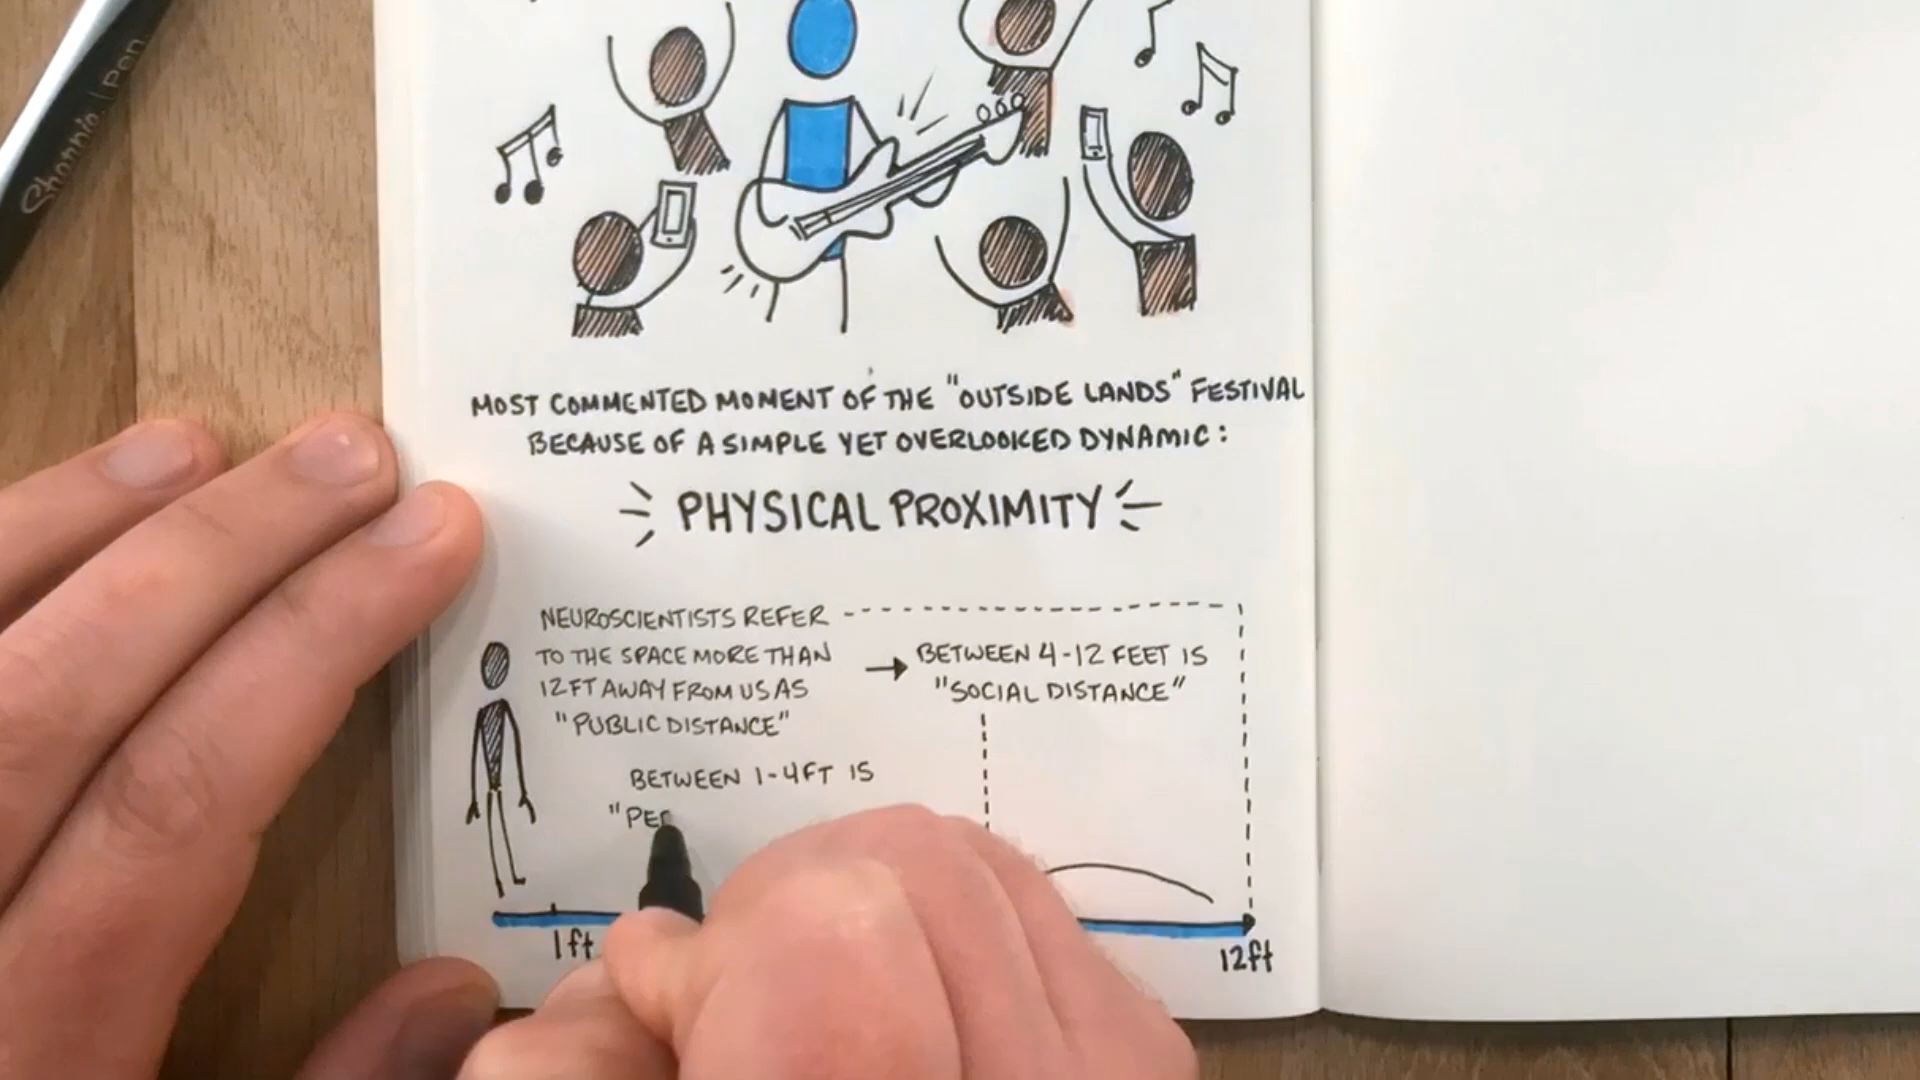 MOST COMMENTED MOMENT OF THE "OUTSIDE LANDS" FESTIVAL
BECAUSE OF A SIMPLE YET OVERLOOKED DYNAMIC:
PHYSICAL PROXIMITY
NEUROSCIENTISTS REFER
TO THE SPACE MORE THAN
12FT AWAY FROM US AS
"PUBLIC DISTANCE"
BETWEEN 4-12 FEET IS
"SOCIAL DISTANCE"
BETWEEN 1-4FT IS
"PE
1ft
12ft